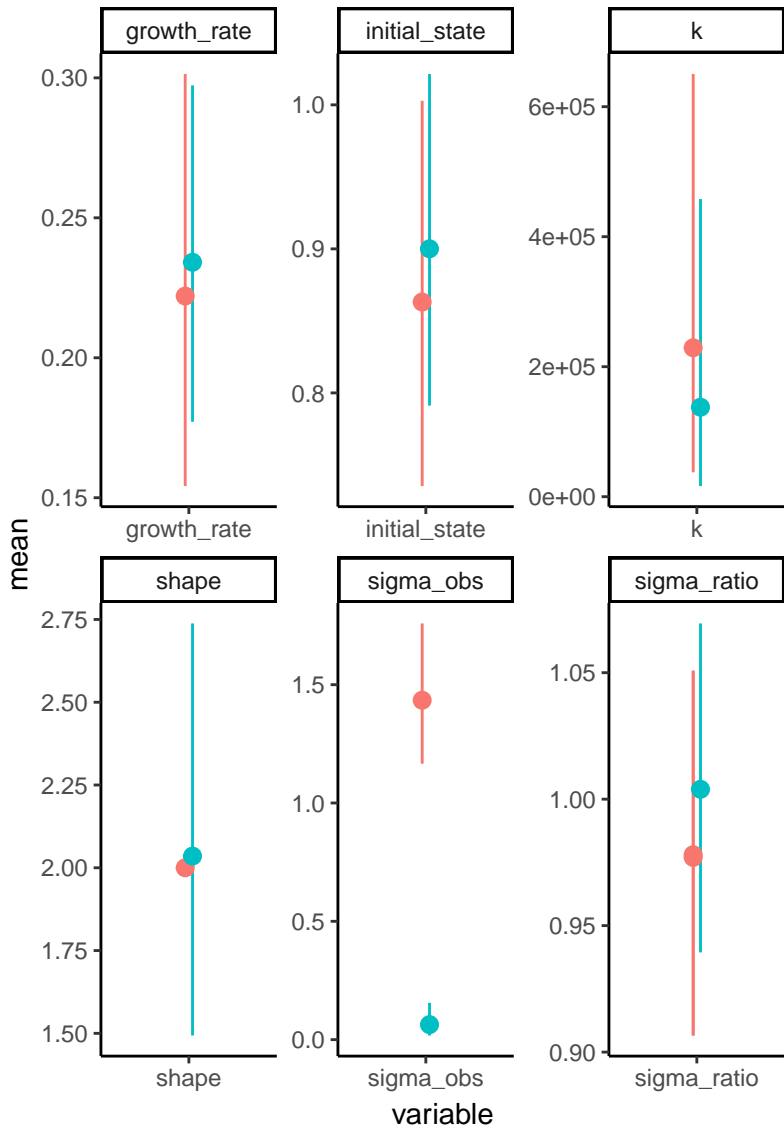 growth_rate
initial_state
k
0.30
0.25
0.20
0.15
1.0
0.9
0.8
6e+05
4e+05
2e+05
0e+00
growth_rate
initial_state
k
mean
shape
sigma_obs
sigma_ratio
2.75
2.50
2.25
2.00
1.75
1.50
1.5
1.0
0.5
0.0
1.05
1.00
0.95
0.90
shape
sigma_obs
sigma_ratio
variable